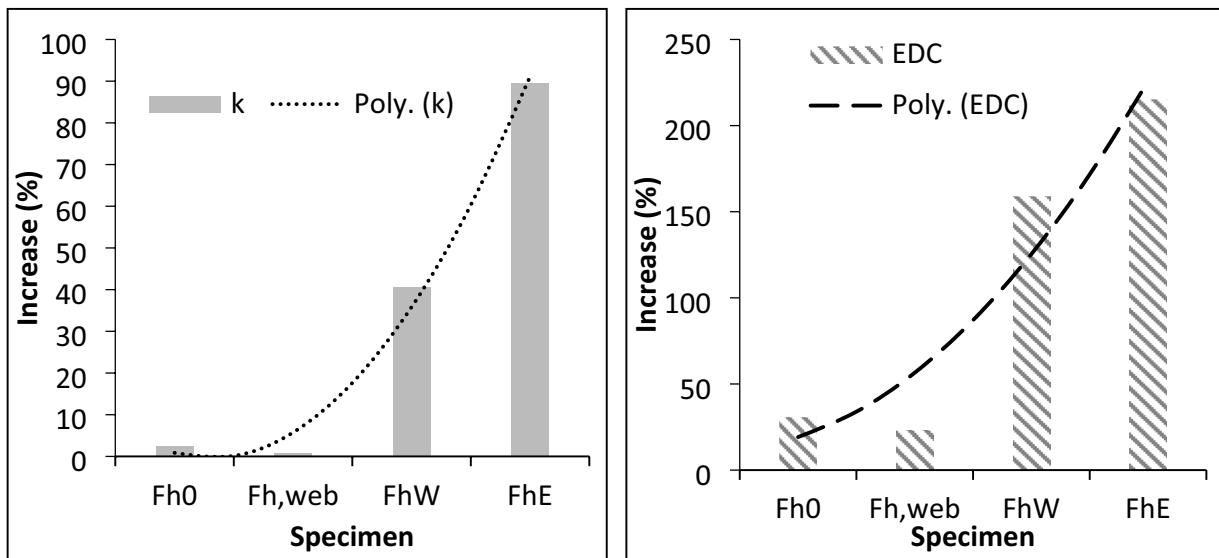 100
90
80
70
60
50
40
30
20
10
0
Increase (%)
k Poly. (k)
Fh0 Fh,web FhW FhE
Specimen
250
200
150
100
50
0
Increase (%)
EDC
Poly. (EDC)
Fh0 Fh,web FhW FhE
Specimen